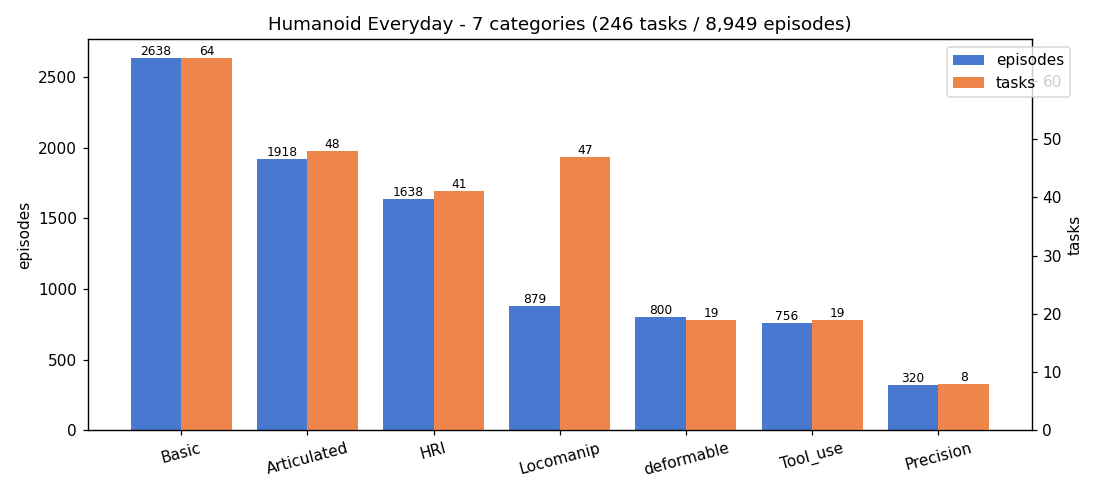 Humanoid Everyday - 7 categories (246 tasks / 8,949 episodes)
episodes
tasks
2638 64
1918 48
1638 41
879 47
800 19
756 19
320 8
2500
2000
1500
1000
500
0
episodes
60
50
40
30
20
10
0
tasks
Basic
Articulated
HRI
Locomanip
deformable
Tool_use
Precision